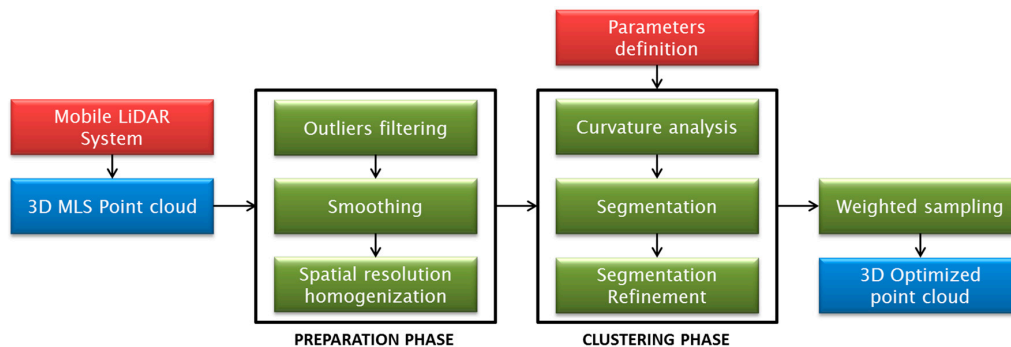 Parameters
definition
Mobile LiDAR
System
3D MLS Point cloud
Outliers filtering
Smoothing
Spatial resolution
homogenization
PREPARATION PHASE
Curvature analysis
Segmentation
Segmentation
Refinement
CLUSTERING PHASE
Weighted sampling
3D Optimized
point cloud